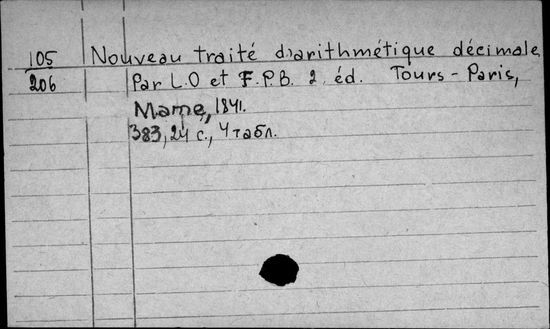 105 Nouveau traité d'arithmétique décimale
206 Par L.O et F.P.B. 2 éd. Tours - Paris,
Mame, 1841.
383, 24 с., 4 табл.